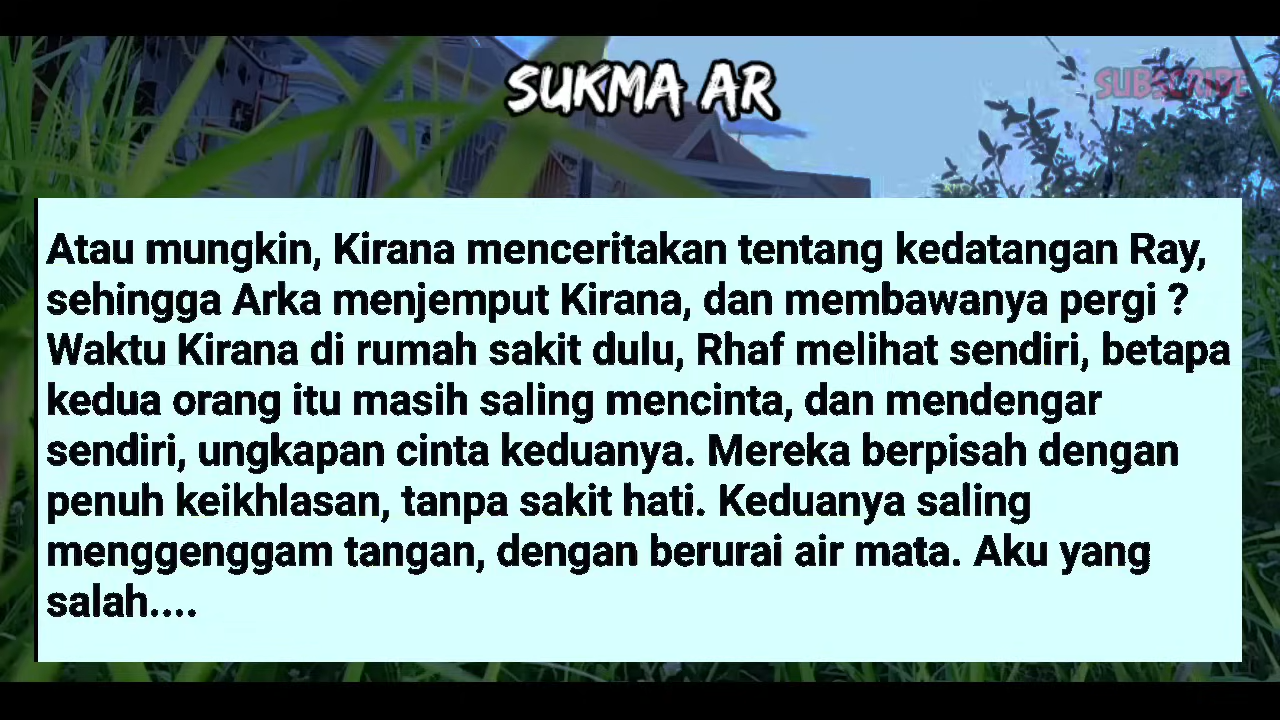 SUKMA AR
SUBSCRIBE
Atau mungkin, Kirana menceritakan tentang kedatangan Ray,
sehingga Arka menjemput Kirana, dan membawanya pergi ?
Waktu Kirana di rumah sakit dulu, Rhaf melihat sendiri, betapa
kedua orang itu masih saling mencinta, dan mendengar
sendiri, ungkapan cinta keduanya. Mereka berpisah dengan
penuh keikhlasan, tanpa sakit hati. Keduanya saling
menggenggam tangan, dengan berurai air mata. Aku yang
salah....